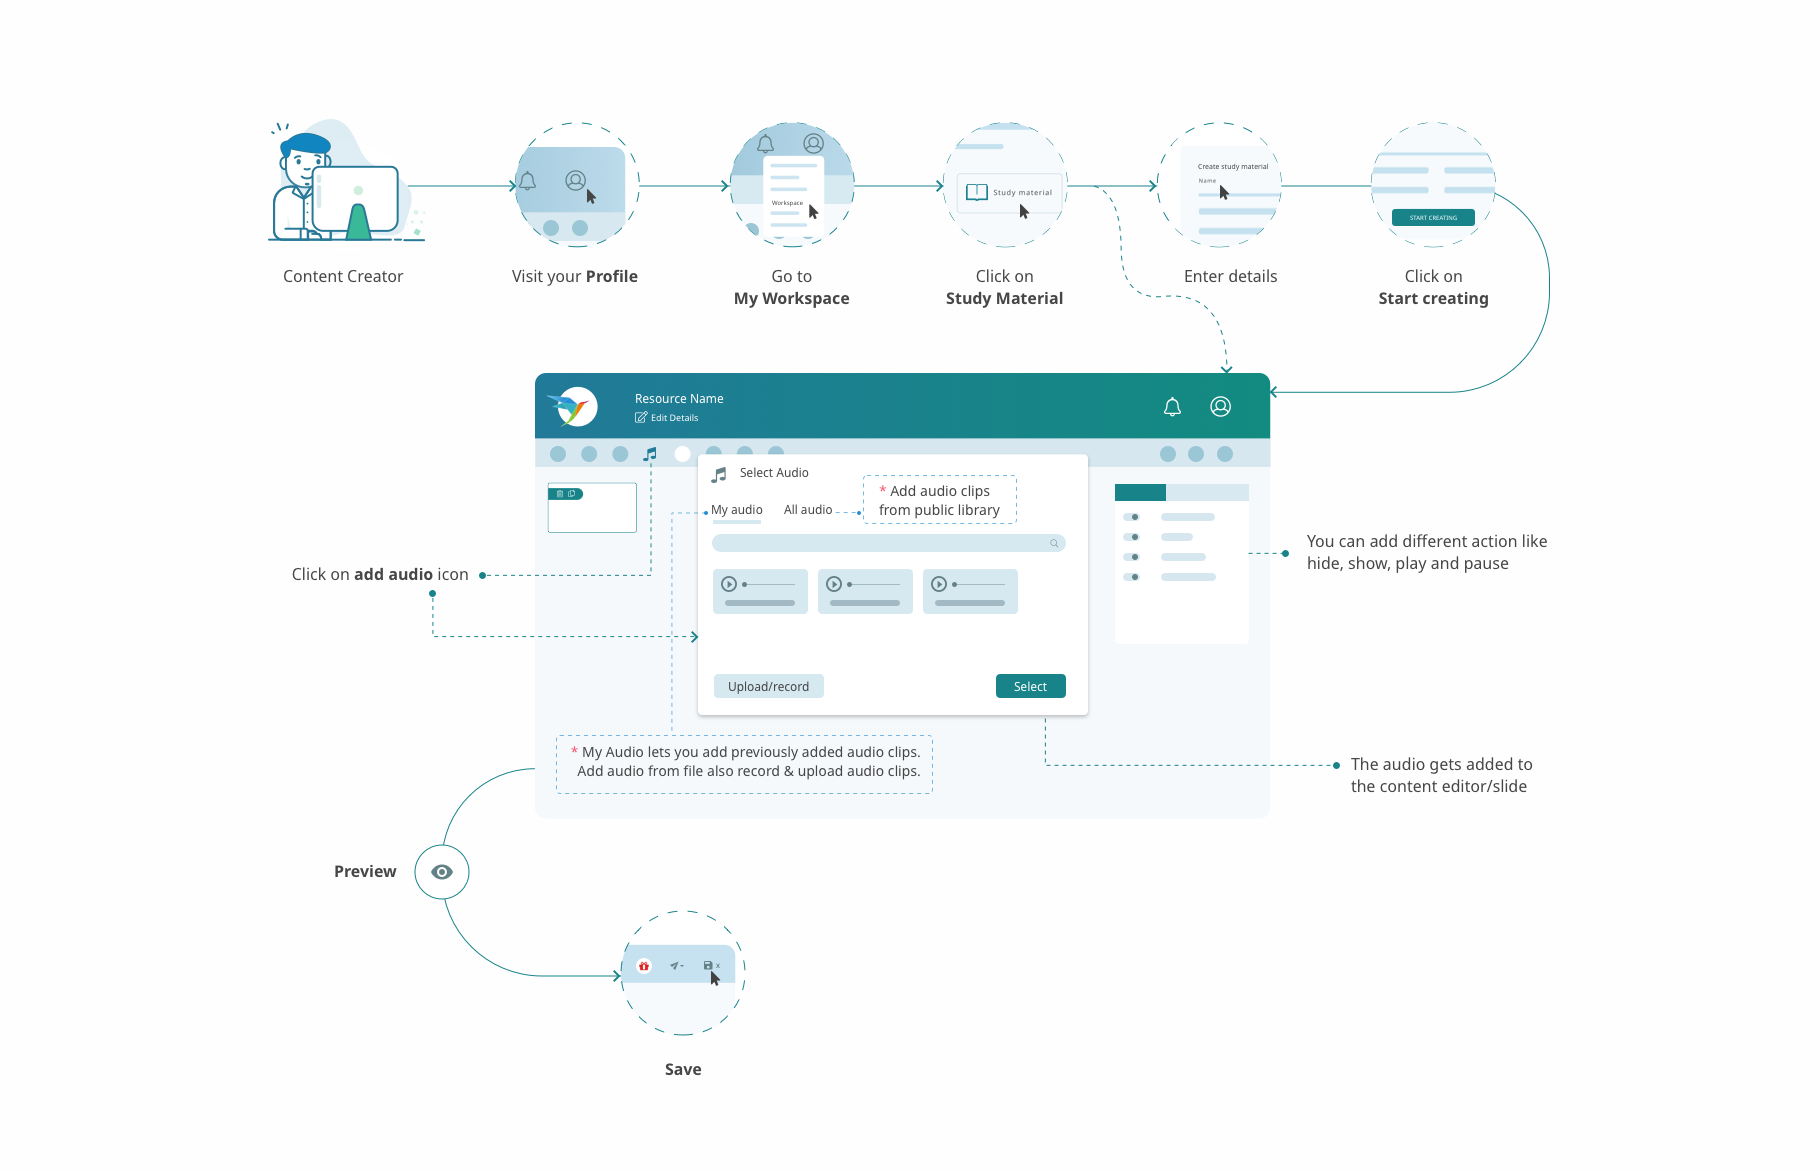 Workspace
Study material
Create study material
Name
START CREATING
Content Creator
Visit your Profile
Go to
My Workspace
Click on
Study Material
Enter details
Click on
Start creating
Resource Name
Edit Details
Select Audio
My audio
All audio
* Add audio clips
from public library
Click on add audio icon
You can add different action like
hide, show, play and pause
Upload/record
Select
* My Audio lets you add previously added audio clips.
Add audio from file also record & upload audio clips.
The audio gets added to
the content editor/slide
Preview
x
Save